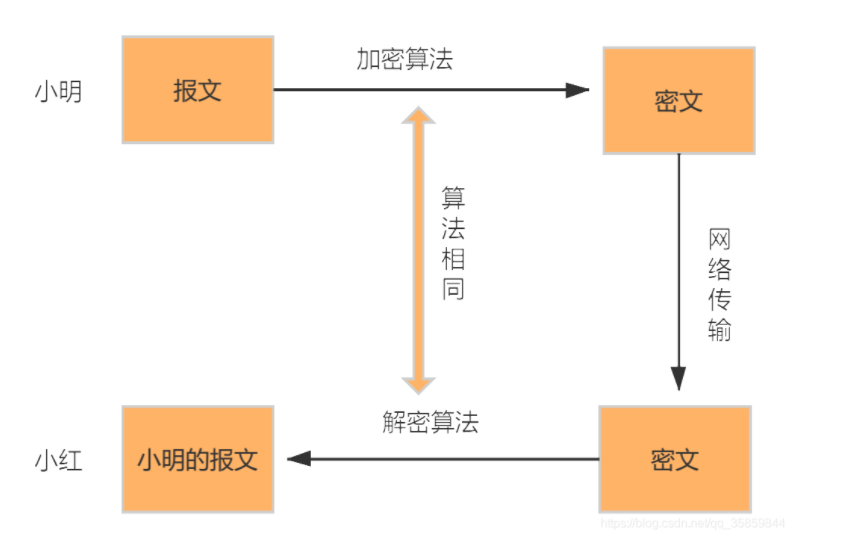 加密算法
小明
报文
密文
算法相同
网络传输
解密算法
小红
小明的报文
密文
https://blog.csdn.net/qq_35859844